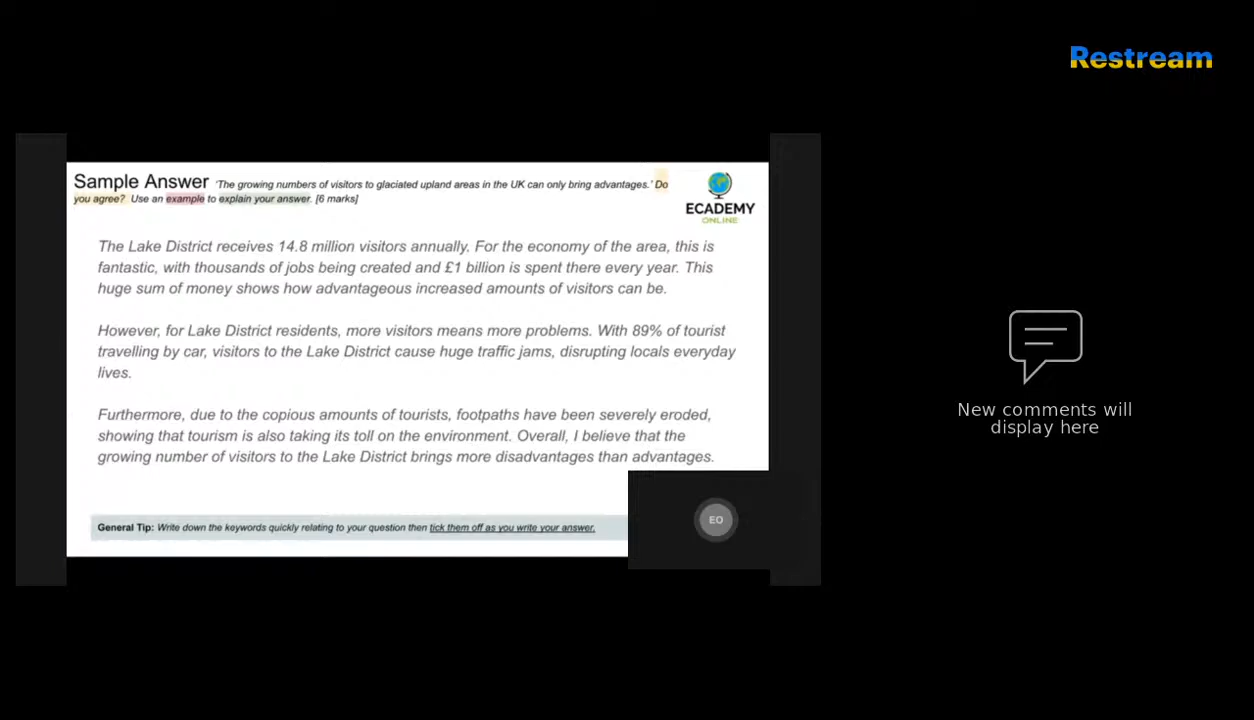 Restream
Sample Answer 'The growing numbers of visitors to glaciated upland areas in the UK can only bring advantages.' Do
you agree? Use an example to explain your answer. [6 marks]
ECADEMY
ONLINE
The Lake District receives 14.8 million visitors annually. For the economy of the area, this is
fantastic, with thousands of jobs being created and £1 billion is spent there every year. This
huge sum of money shows how advantageous increased amounts of visitors can be.
However, for Lake District residents, more visitors means more problems. With 89% of tourist
travelling by car, visitors to the Lake District cause huge traffic jams, disrupting locals everyday
lives.
Furthermore, due to the copious amounts of tourists, footpaths have been severely eroded,
showing that tourism is also taking its toll on the environment. Overall, I believe that the
growing number of visitors to the Lake District brings more disadvantages than advantages.
General Tip: Write down the keywords quickly relating to your question then tick them off as you write your answer.
EO
New comments will
display here